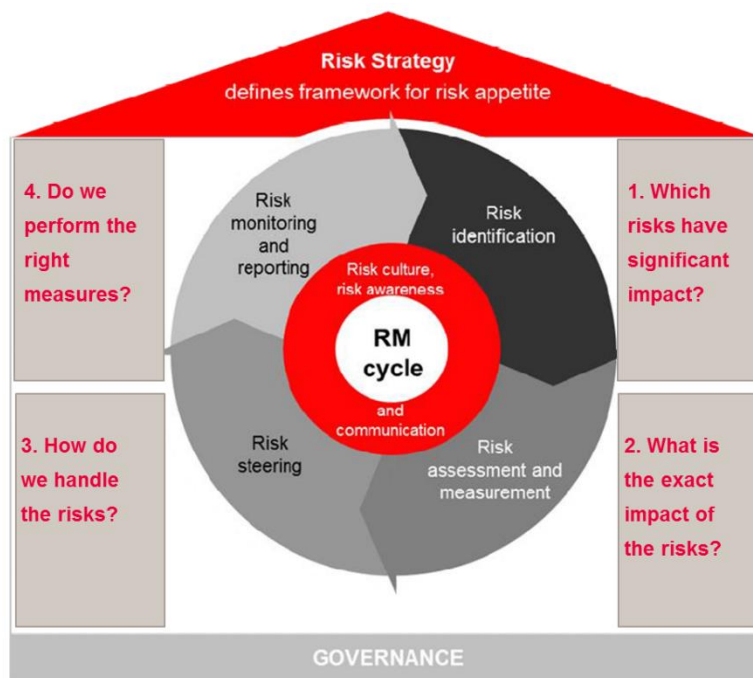 Risk Strategy
defines framework for risk appetite
4. Do we
perform the
right
measures?
Risk
monitoring
and
reporting
Risk
identification
1. Which
risks have
significant
impact?
Risk culture,
risk awareness
RM
cycle
and
communication
3. How do
we handle
the risks?
Risk
steering
Risk
assessment and
measurement
2. What is
the exact
impact of
the risks?
GOVERNANCE